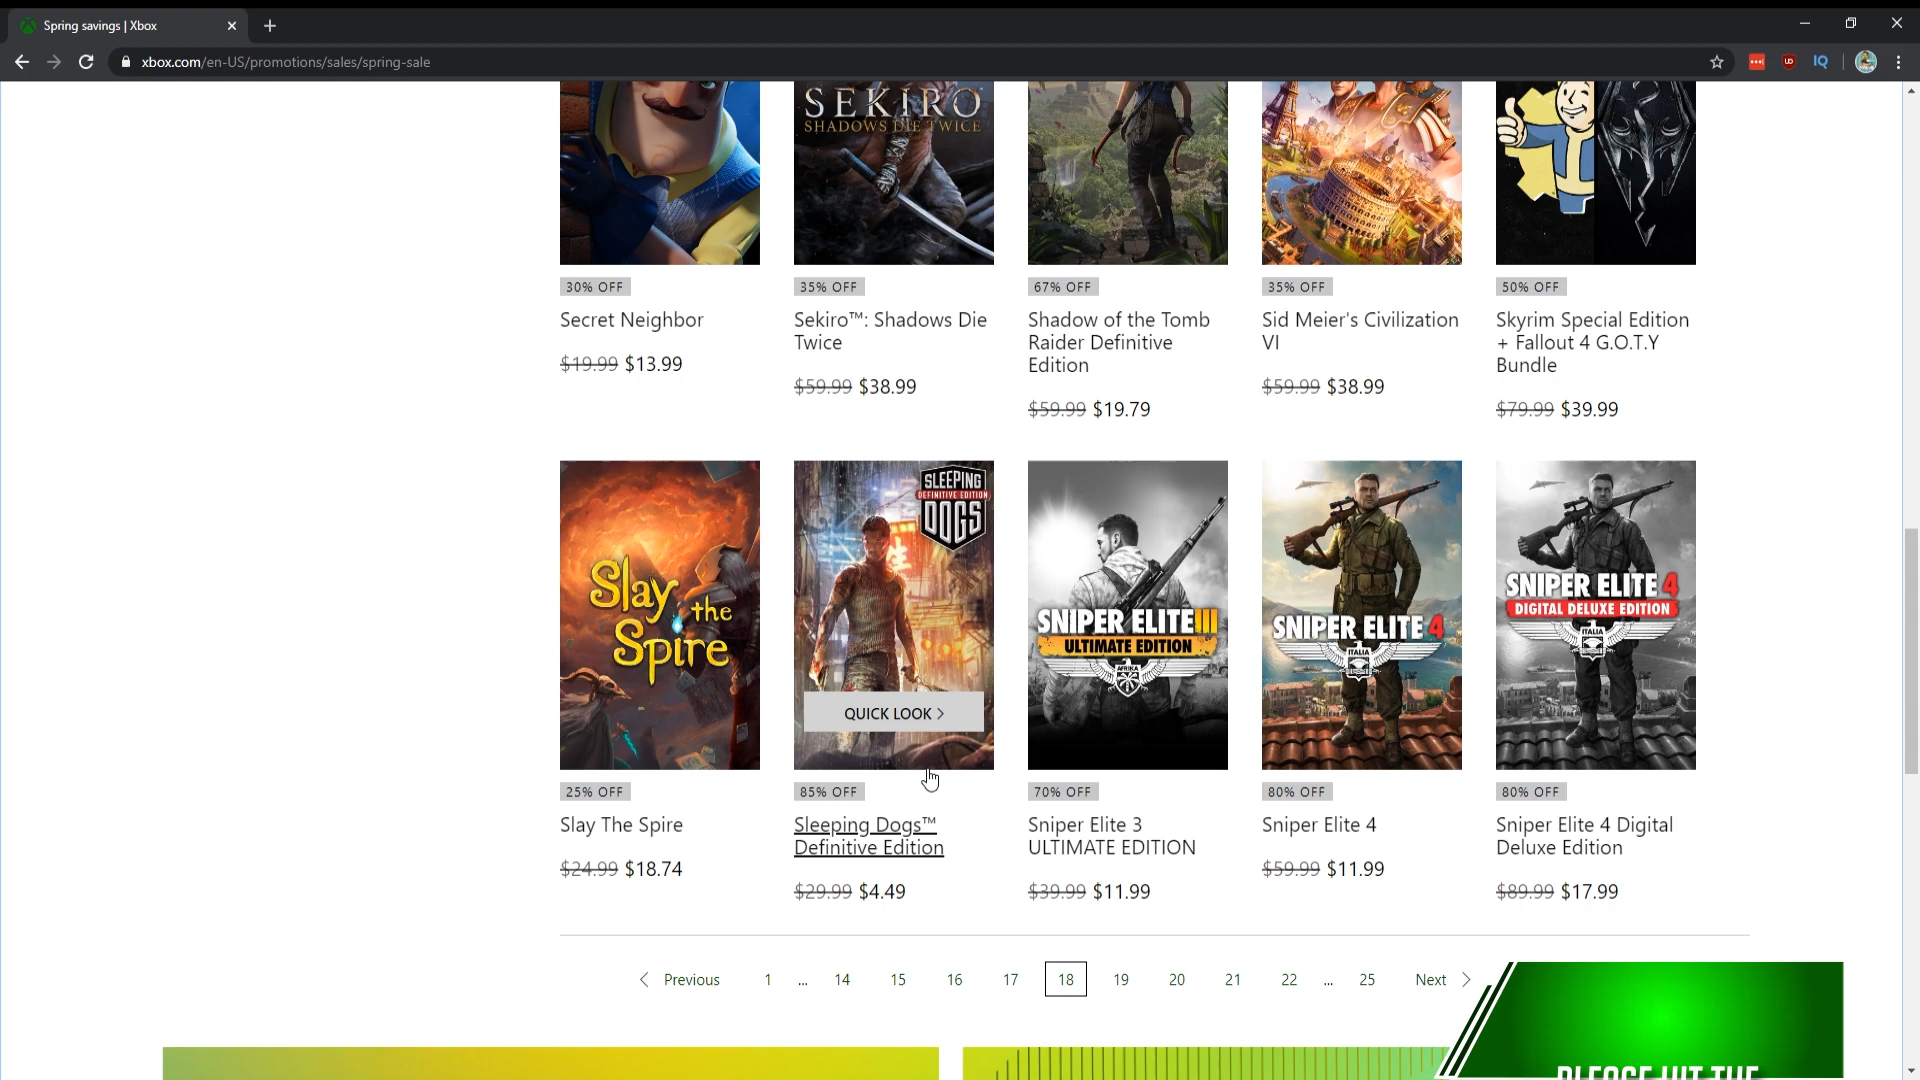 Spring savings | Xbox
xbox.com/en-US/promotions/sales/spring-sale
SEKIRO
SHADOWS DIE TWICE
30% OFF
35% OFF
67% OFF
35% OFF
50% OFF
Secret Neighbor
$19.99 $13.99
Sekiro™: Shadows Die
Twice
$59.99 $38.99
Shadow of the Tomb
Raider Definitive
Edition
$59.99 $19.79
Sid Meier's Civilization
VI
$59.99 $38.99
Skyrim Special Edition
+ Fallout 4 G.O.T.Y
Bundle
$79.99 $39.99
Slay
the
Spire
SLEEPING
DEFINITIVE EDITION
DOGS
生
QUICK LOOK >
SNIPER ELITE III
ULTIMATE EDITION
AFRIKA
SNIPER ELITE 4
ITALIA
SNIPER ELITE 4
DIGITAL DELUXE EDITION
ITALIA
25% OFF
85% OFF
70% OFF
80% OFF
80% OFF
Slay The Spire
$24.99 $18.74
Sleeping Dogs™
Definitive Edition
$29.99 $4.49
Sniper Elite 3
ULTIMATE EDITION
$39.99 $11.99
Sniper Elite 4
$59.99 $11.99
Sniper Elite 4 Digital
Deluxe Edition
$89.99 $17.99
Previous 1 ... 14 15 16 17 18 19 20 21 22 ... 25 Next
PLEASE HIT THE